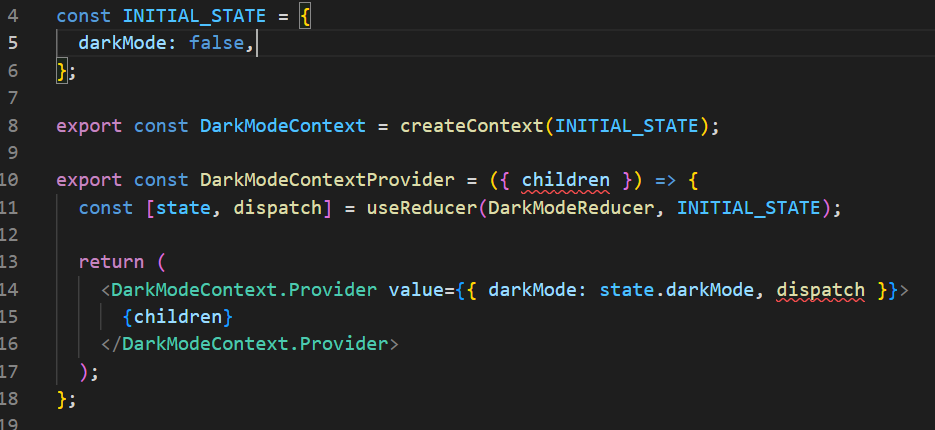 4 const INITIAL_STATE = {
5 darkMode: false,
6 };
7
8 export const DarkModeContext = createContext(INITIAL_STATE);
9
10 export const DarkModeContextProvider = ({ children }) => {
11 const [state, dispatch] = useReducer(DarkModeReducer, INITIAL_STATE);
12
13 return (
14 <DarkModeContext.Provider value={{ darkMode: state.darkMode, dispatch }}>
15 {children}
16 </DarkModeContext.Provider>
17 );
18 };
19